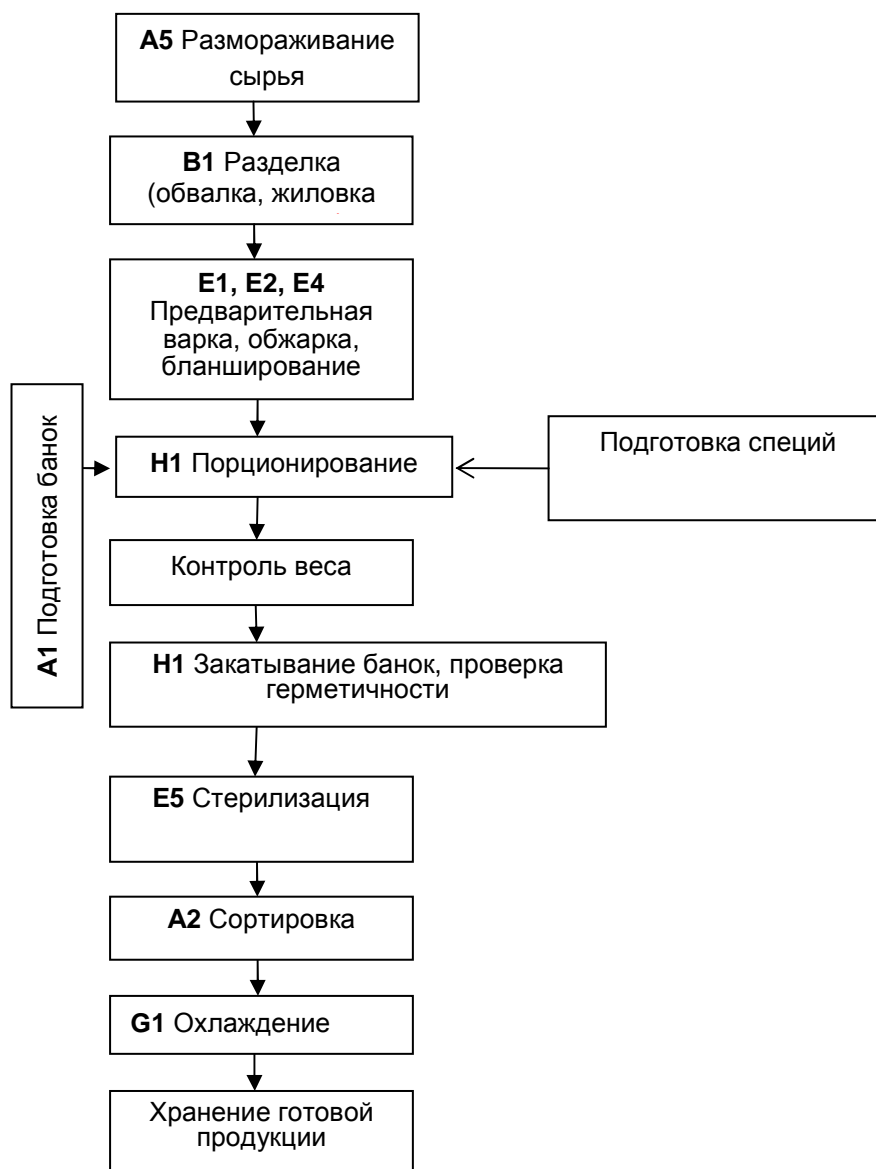 A5 Размораживание
сырья
B1 Разделка
(обвалка, жиловка
E1, E2, E4
Предварительная
варка, обжарка,
бланширование
A1 Подготовка банок
H1 Порционирование
Подготовка специй
Контроль веса
H1 Закатывание банок, проверка
герметичности
E5 Стерилизация
A2 Сортировка
G1 Охлаждение
Хранение готовой
продукции